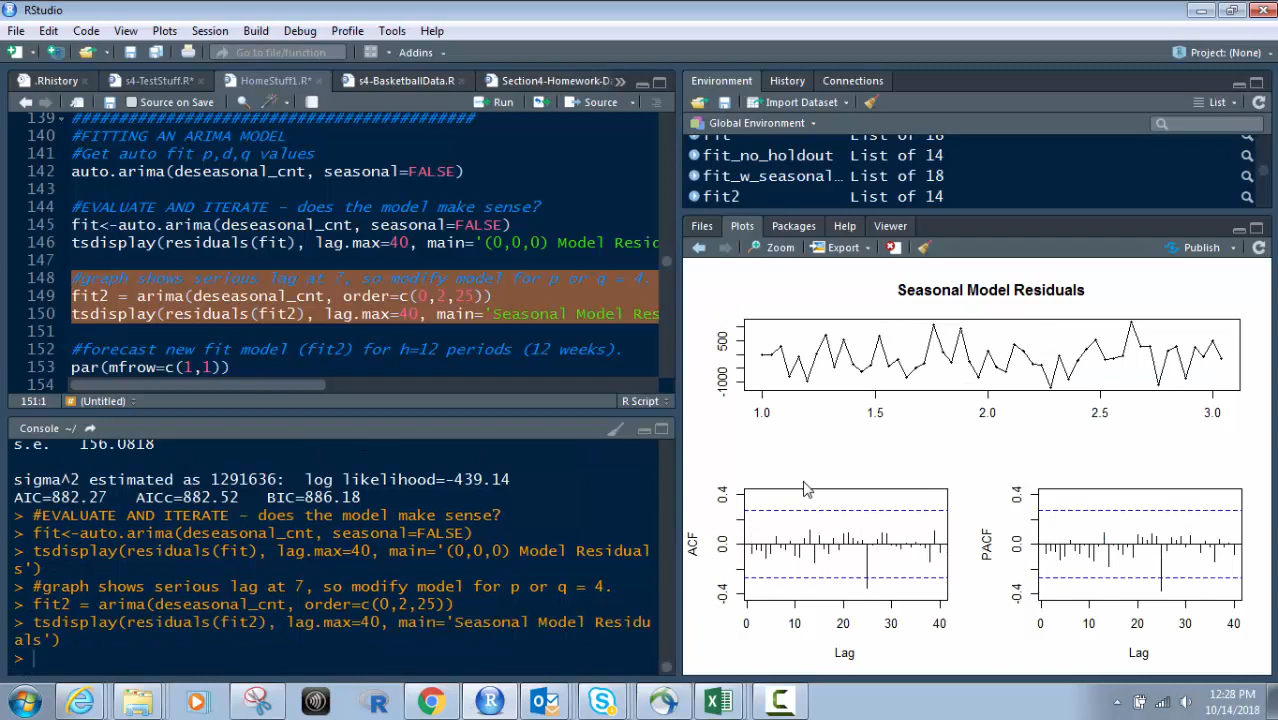 RStudio
File Edit Code View Plots Session Build Debug Profile Tools Help
Go to file/function Addins Project: (None)
.Rhistory s4-TestStuff.R* HomeStuff1.R* s4-BasketballData.R Section4-Homework-D
Source on Save Run Source
139 ##########################################
140 #FITTING AN ARIMA MODEL
141 #Get auto fit p,d,q values
142 auto.arima(deseasonal_cnt, seasonal=FALSE)
143
144 #EVALUATE AND ITERATE - does the model make sense?
145 fit<-auto.arima(deseasonal_cnt, seasonal=FALSE)
146 tsdisplay(residuals(fit), lag.max=40, main='(0,0,0) Model Resid
147
148 #graph shows serious lag at 7, so modify model for p or q = 4.
149 fit2 = arima(deseasonal_cnt, order=c(0,2,25))
150 tsdisplay(residuals(fit2), lag.max=40, main='Seasonal Model Res
151
152 #forecast new fit model (fit2) for h=12 periods (12 weeks).
153 par(mfrow=c(1,1))
154
151:1 (Untitled) R Script
Console ~/
s.e. 156.0818
sigma^2 estimated as 1291636: log likelihood=-439.14
AIC=882.27 AICc=882.52 BIC=886.18
> #EVALUATE AND ITERATE - does the model make sense?
> fit<-auto.arima(deseasonal_cnt, seasonal=FALSE)
> tsdisplay(residuals(fit), lag.max=40, main='(0,0,0) Model Residual
s')
> #graph shows serious lag at 7, so modify model for p or q = 4.
> fit2 = arima(deseasonal_cnt, order=c(0,2,25))
> tsdisplay(residuals(fit2), lag.max=40, main='Seasonal Model Residu
als')
>
Environment History Connections
Import Dataset List
Global Environment
fit List of 18
fit_no_holdout List of 14
fit_w_seasonal… List of 18
fit2 List of 14
Files Plots Packages Help Viewer
Zoom Export Publish
Seasonal Model Residuals
500
-1000
1.0 1.5 2.0 2.5 3.0
0.4 0.4
ACF 0.0 PACF 0.0
-0.4 -0.4
0 10 20 30 40 0 10 20 30 40
Lag Lag
12:28 PM
10/14/2018